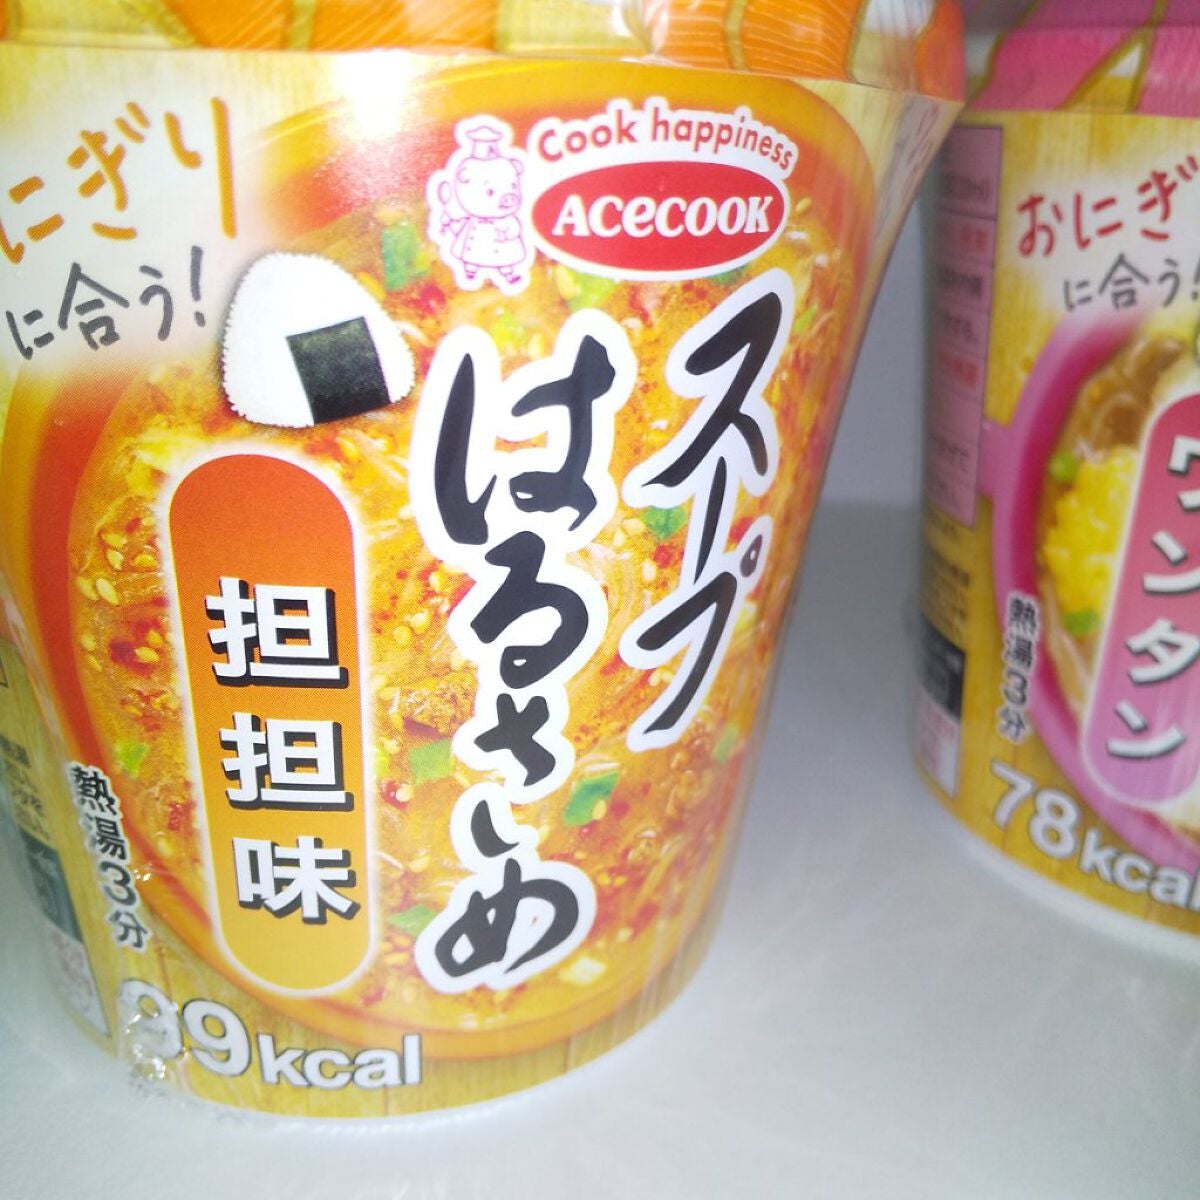 にぎり
に合う!
Cook happiness
Acecook
スープ
はるさめ
担担味
熱湯3分
99kcal
おにぎ
に合う!
ワンタン
熱湯3分
78kcal